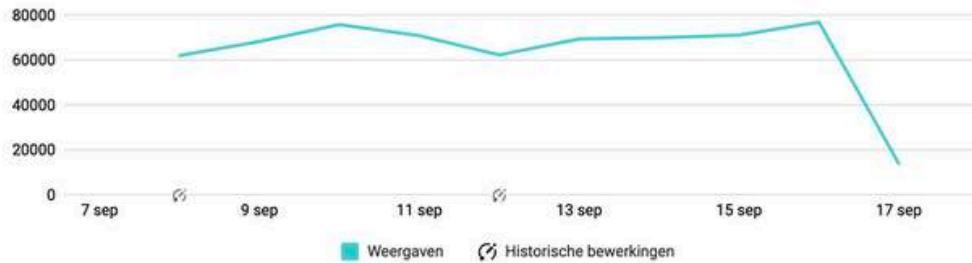 80000
60000
40000
20000
0
7 sep 9 sep 11 sep 13 sep 15 sep 17 sep
Weergaven Historische bewerkingen